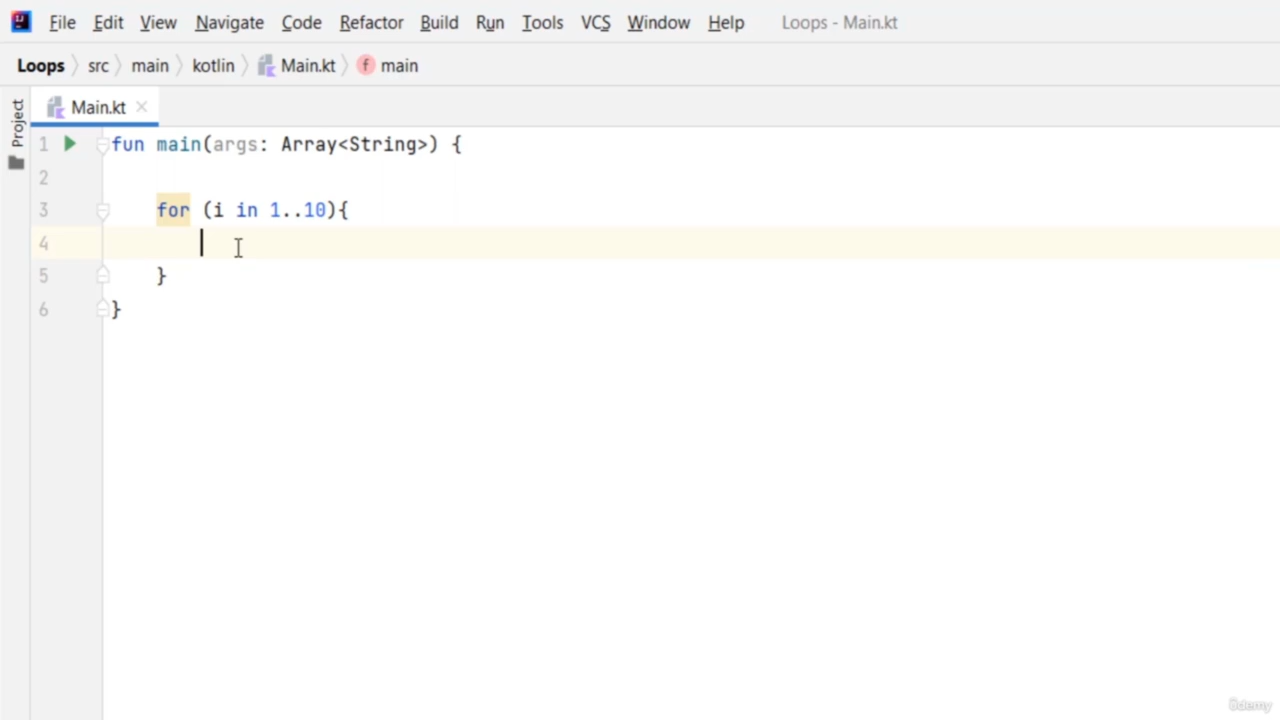 File Edit View Navigate Code Refactor Build Run Tools VCS Window Help Loops - Main.kt
Loops src main kotlin Main.kt f main
Project
Main.kt
1 fun main(args: Array<String>) {
2
3 for (i in 1..10){
4
5 }
6 }
ûdemy